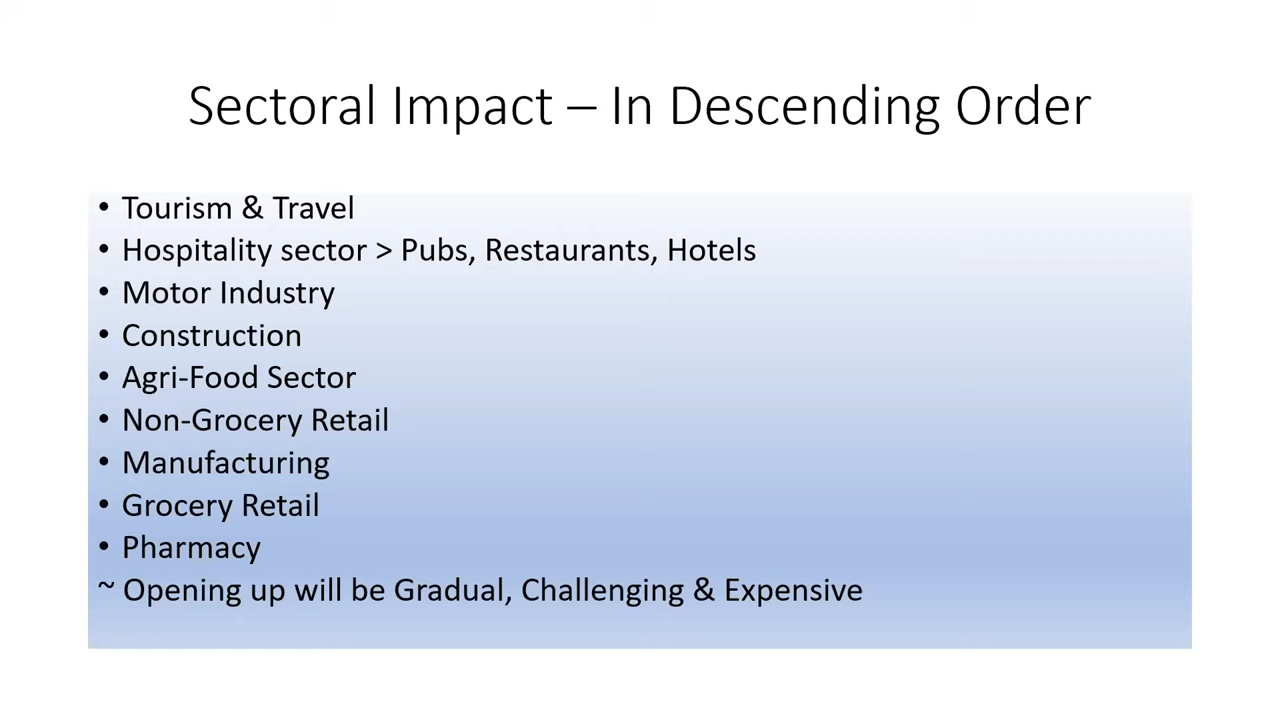 Sectoral Impact – In Descending Order
• Tourism & Travel
• Hospitality sector > Pubs, Restaurants, Hotels
• Motor Industry
• Construction
• Agri-Food Sector
• Non-Grocery Retail
• Manufacturing
• Grocery Retail
• Pharmacy
~ Opening up will be Gradual, Challenging & Expensive